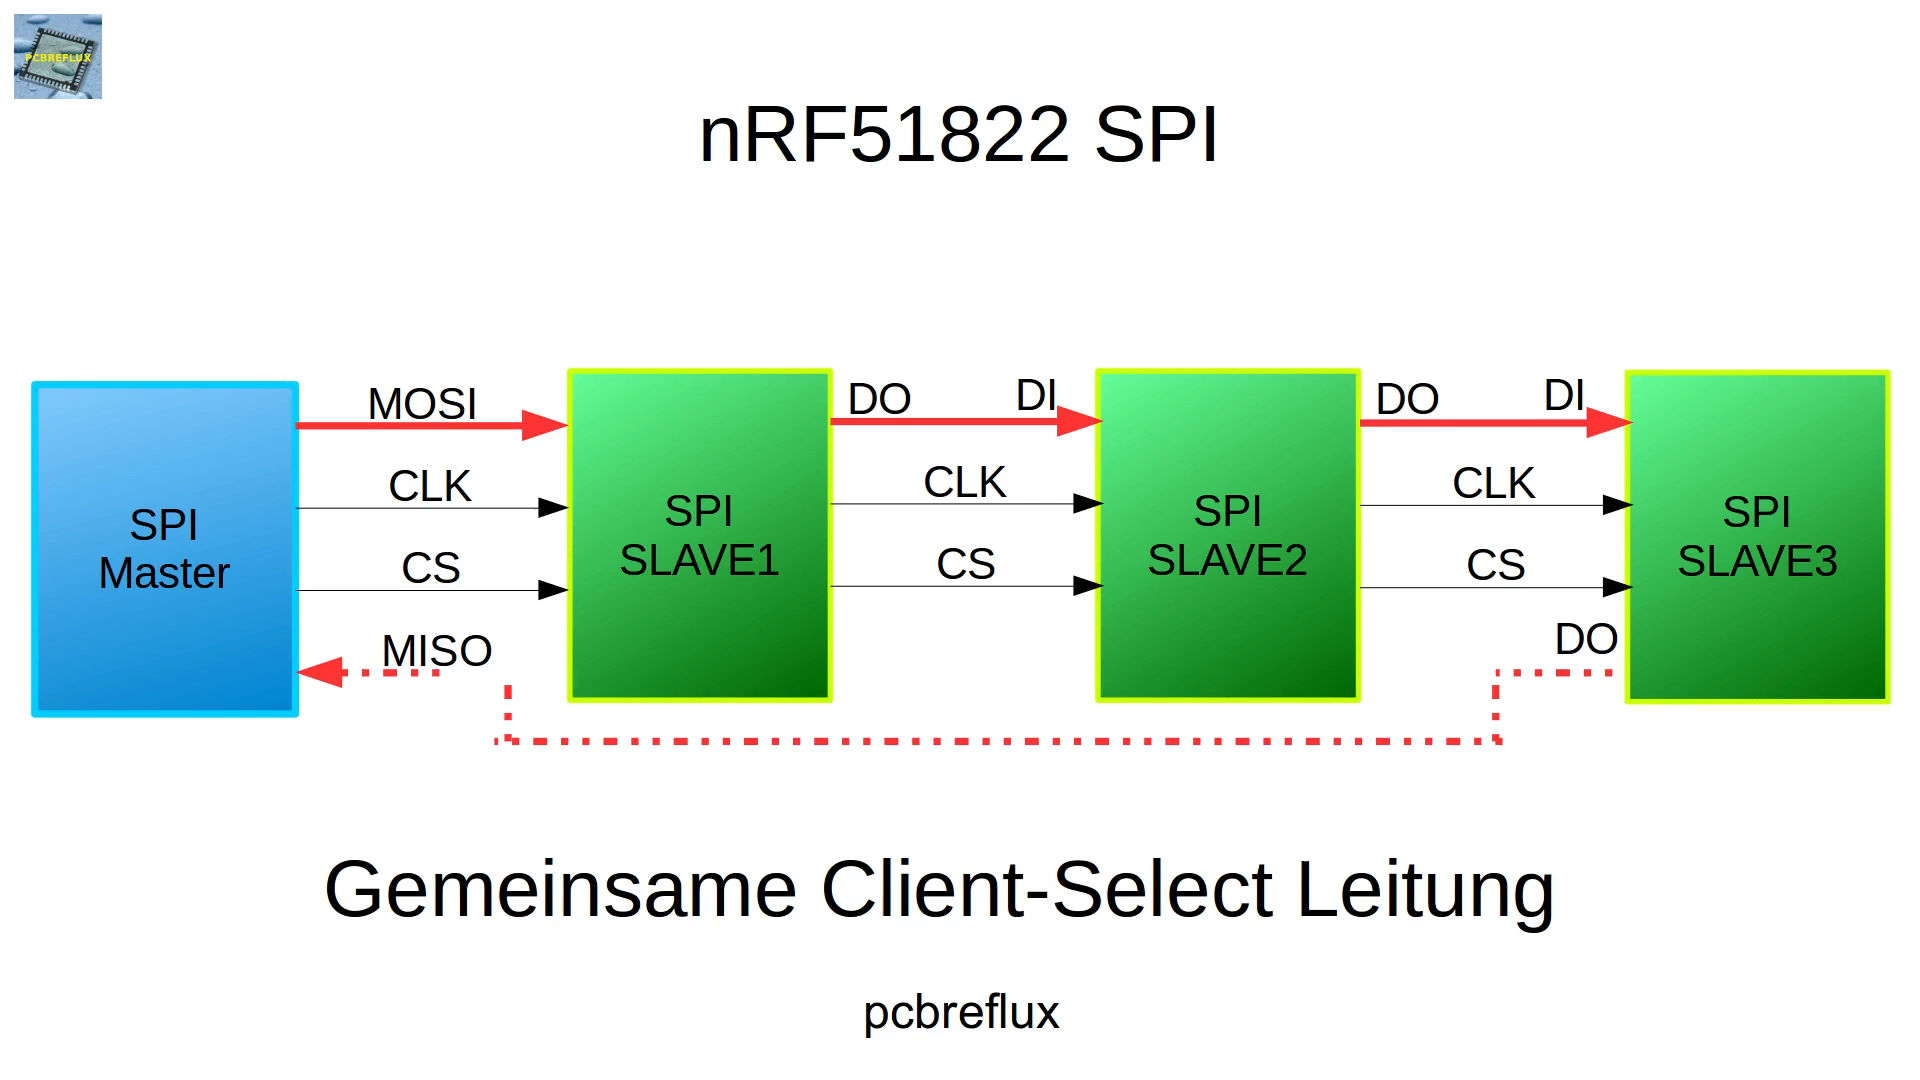 PCBREFLUX
nRF51822 SPI
MOSI
DO
DI
DO
DI
CLK
CLK
CLK
SPI
Master
SPI
SLAVE1
SPI
SLAVE2
SPI
SLAVE3
CS
CS
CS
MISO
DO
Gemeinsame Client-Select Leitung
pcbreflux